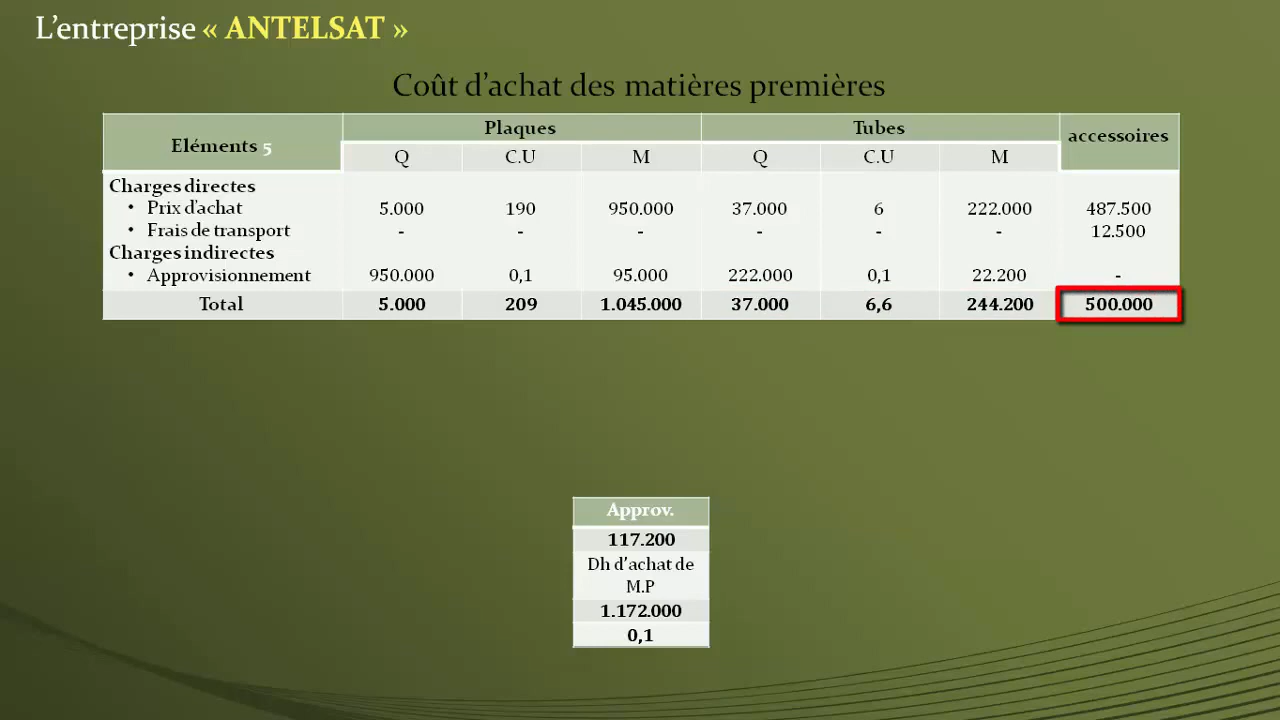 L’entreprise « ANTELSAT »
Coût d’achat des matières premières
Eléments 5 Plaques Tubes accessoires
Q C.U M Q C.U M
Charges directes
• Prix d’achat 5.000 190 950.000 37.000 6 222.000 487.500
• Frais de transport - - - - - - 12.500
Charges indirectes
• Approvisionnement 950.000 0,1 95.000 222.000 0,1 22.200 -
Total 5.000 209 1.045.000 37.000 6,6 244.200 500.000
Approv.
117.200
Dh d’achat de
M.P
1.172.000
0,1